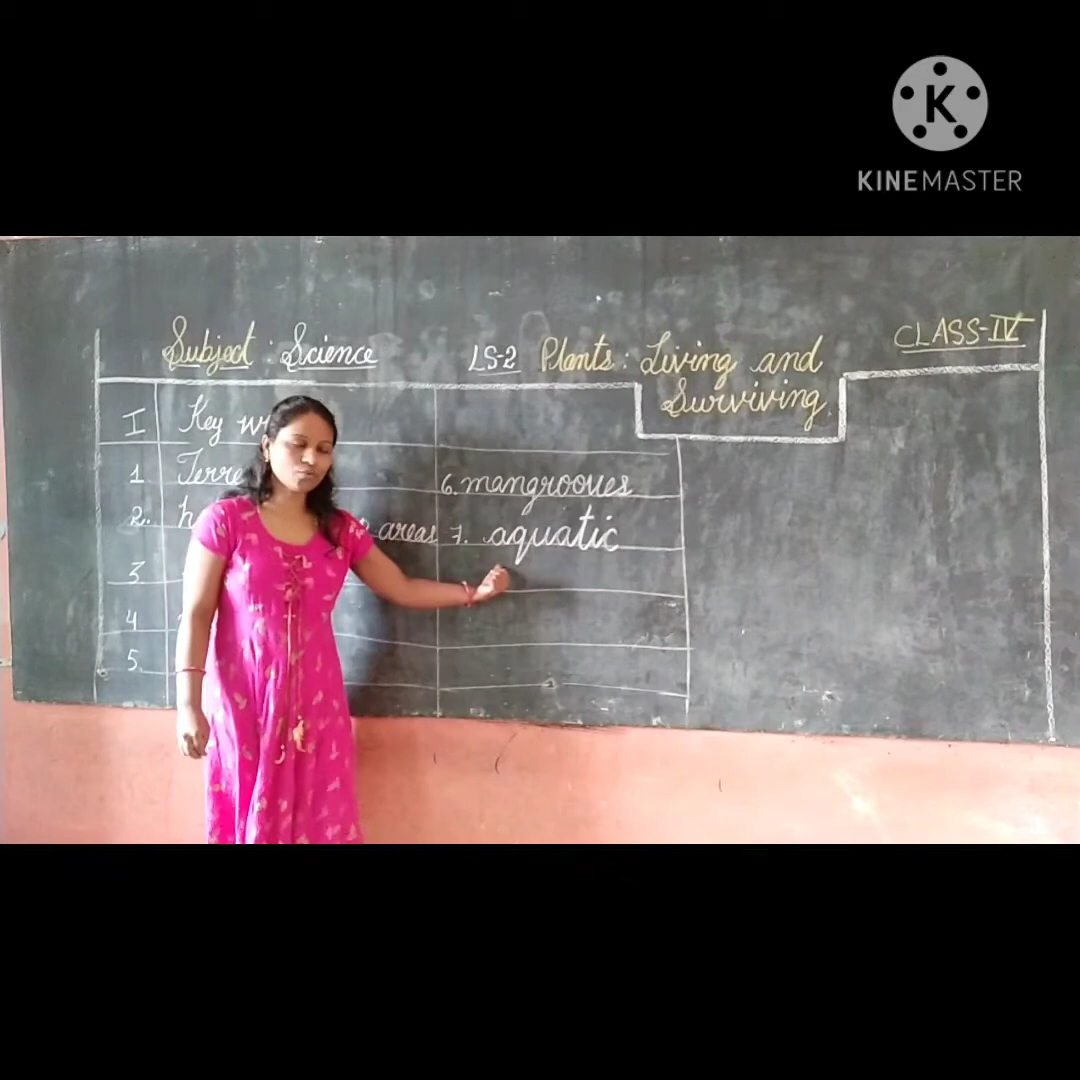 KINEMASTER
Subject : Science
LS-2 Plants : Living and
Surviving
CLASS-IV
I Key
1
2.
areas
3
4
5.
6. mangrooves
7. aquatic